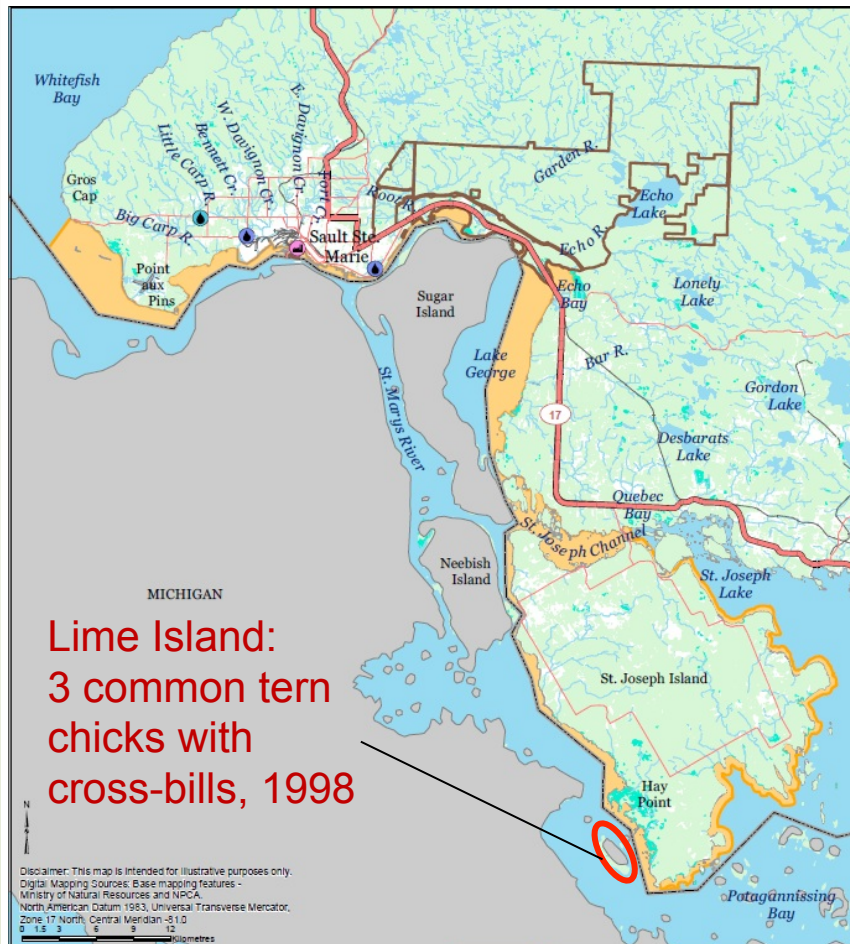 Whitefish
Bay
Gros
Cap
Big Carp R.
Little Carp R.
Bennett Cr.
W. Davignon Cr.
E. Davignon Cr.
Fort Cr.
Root R.
Garden R.
Echo
Lake
Sault Ste.
Marie
Point
aux
Pins
Echo R.
Echo
Bay
Lonely
Lake
Sugar
Island
Lake
George
Bar R.
St. Marys River
17
Gordon
Lake
Desbarats
Lake
Quebec
Bay
St. Joseph Channel
Neebish
Island
St. Joseph
Lake
MICHIGAN
Lime Island:
3 common tern
chicks with
cross-bills, 1998
St. Joseph Island
Hay
Point
Potagannissing
Bay
N
Disclaimer: This map is intended for illustrative purposes only.
Digital Mapping Sources: Base mapping features -
Ministry of Natural Resources and NPCA.
North American Datum 1983, Universal Transverse Mercator,
Zone 17 North, Central Meridian -81.0
0 1.5 3 6 9 12
Kilometres